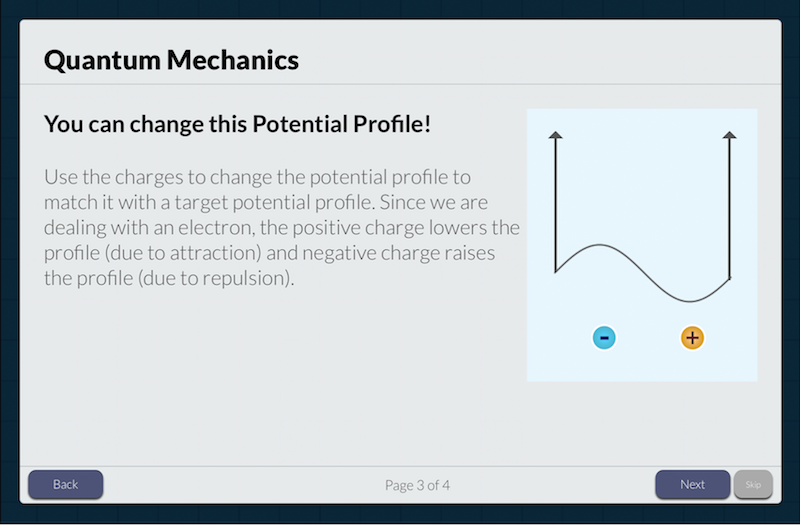 Quantum Mechanics
You can change this Potential Profile!
Use the charges to change the potential profile to
match it with a target potential profile. Since we are
dealing with an electron, the positive charge lowers the
profile (due to attraction) and negative charge raises
the profile (due to repulsion).
- +
Back
Page 3 of 4
Next
Skip